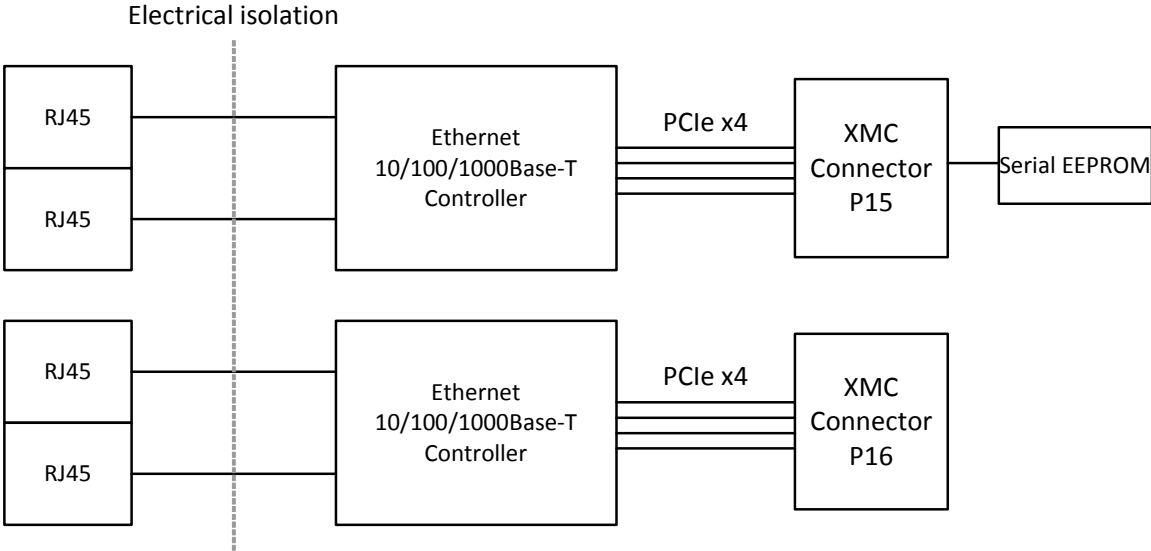 Electrical isolation
RJ45
RJ45
Ethernet
10/100/1000Base-T
Controller
PCIe x4
XMC
Connector
P15
Serial EEPROM
RJ45
RJ45
Ethernet
10/100/1000Base-T
Controller
PCIe x4
XMC
Connector
P16